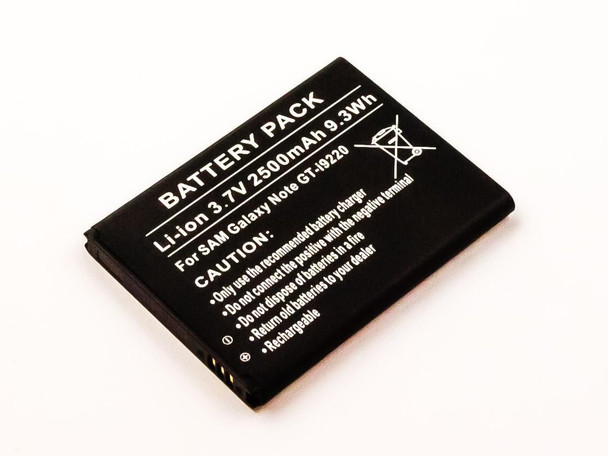 BATTERY PACK
Li-ion 3.7V 2500mAh 9.3Wh
For SAM Galaxy Note GT-I9220
CAUTION:
•Only use the recommended battery charger
•Do not connect the positive with the negative terminal
•Do not dispose of batteries in a fire
•Return old batteries to your dealer
•Rechargeable